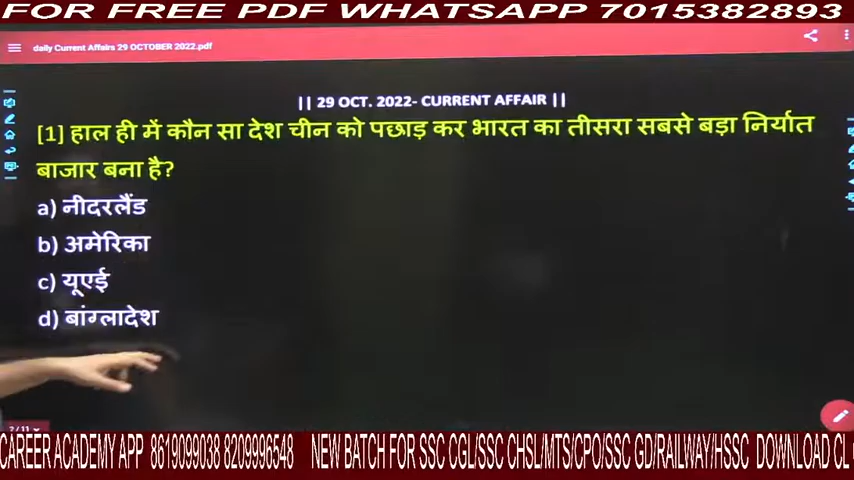 FOR FREE PDF WHATSAPP 7015382893
daily Current Affairs 29 OCTOBER 2022.pdf
|| 29 OCT. 2022- CURRENT AFFAIR ||
[1] हाल ही में कौन सा देश चीन को पछाड़ कर भारत का तीसरा सबसे बड़ा निर्यात
बाजार बना है?
a) नीदरलैंड
b) अमेरिका
c) यूएई
d) बांग्लादेश
2/11
CAREER ACADEMY APP 8619099038 8209996548 NEW BATCH FOR SSC CGL/SSC CHSL/MTS/CPO/SSC GD/RAILWAY/HSSC DOWNLOAD CL